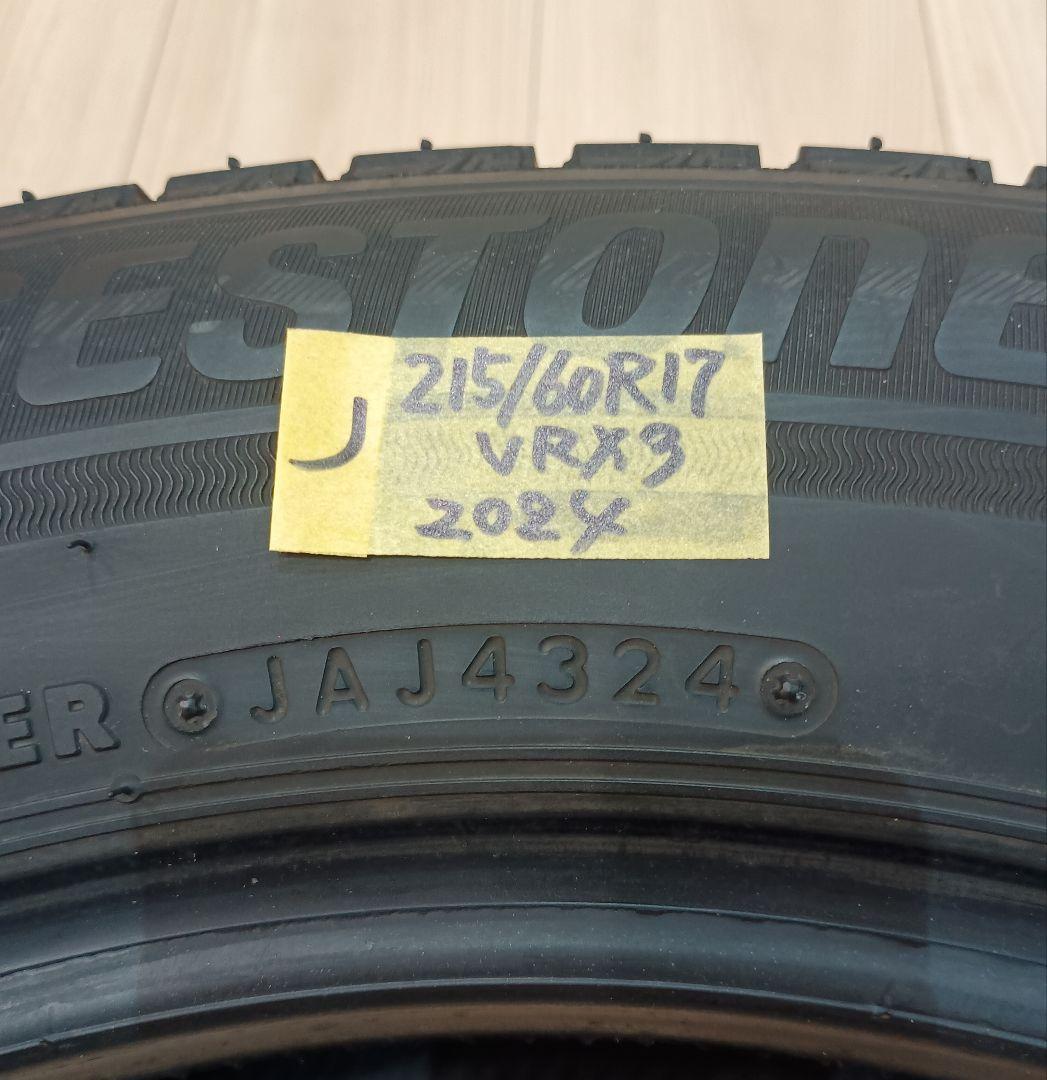 ESTONE
J
215/60R17
VRX3
2024
ER JAJ4324